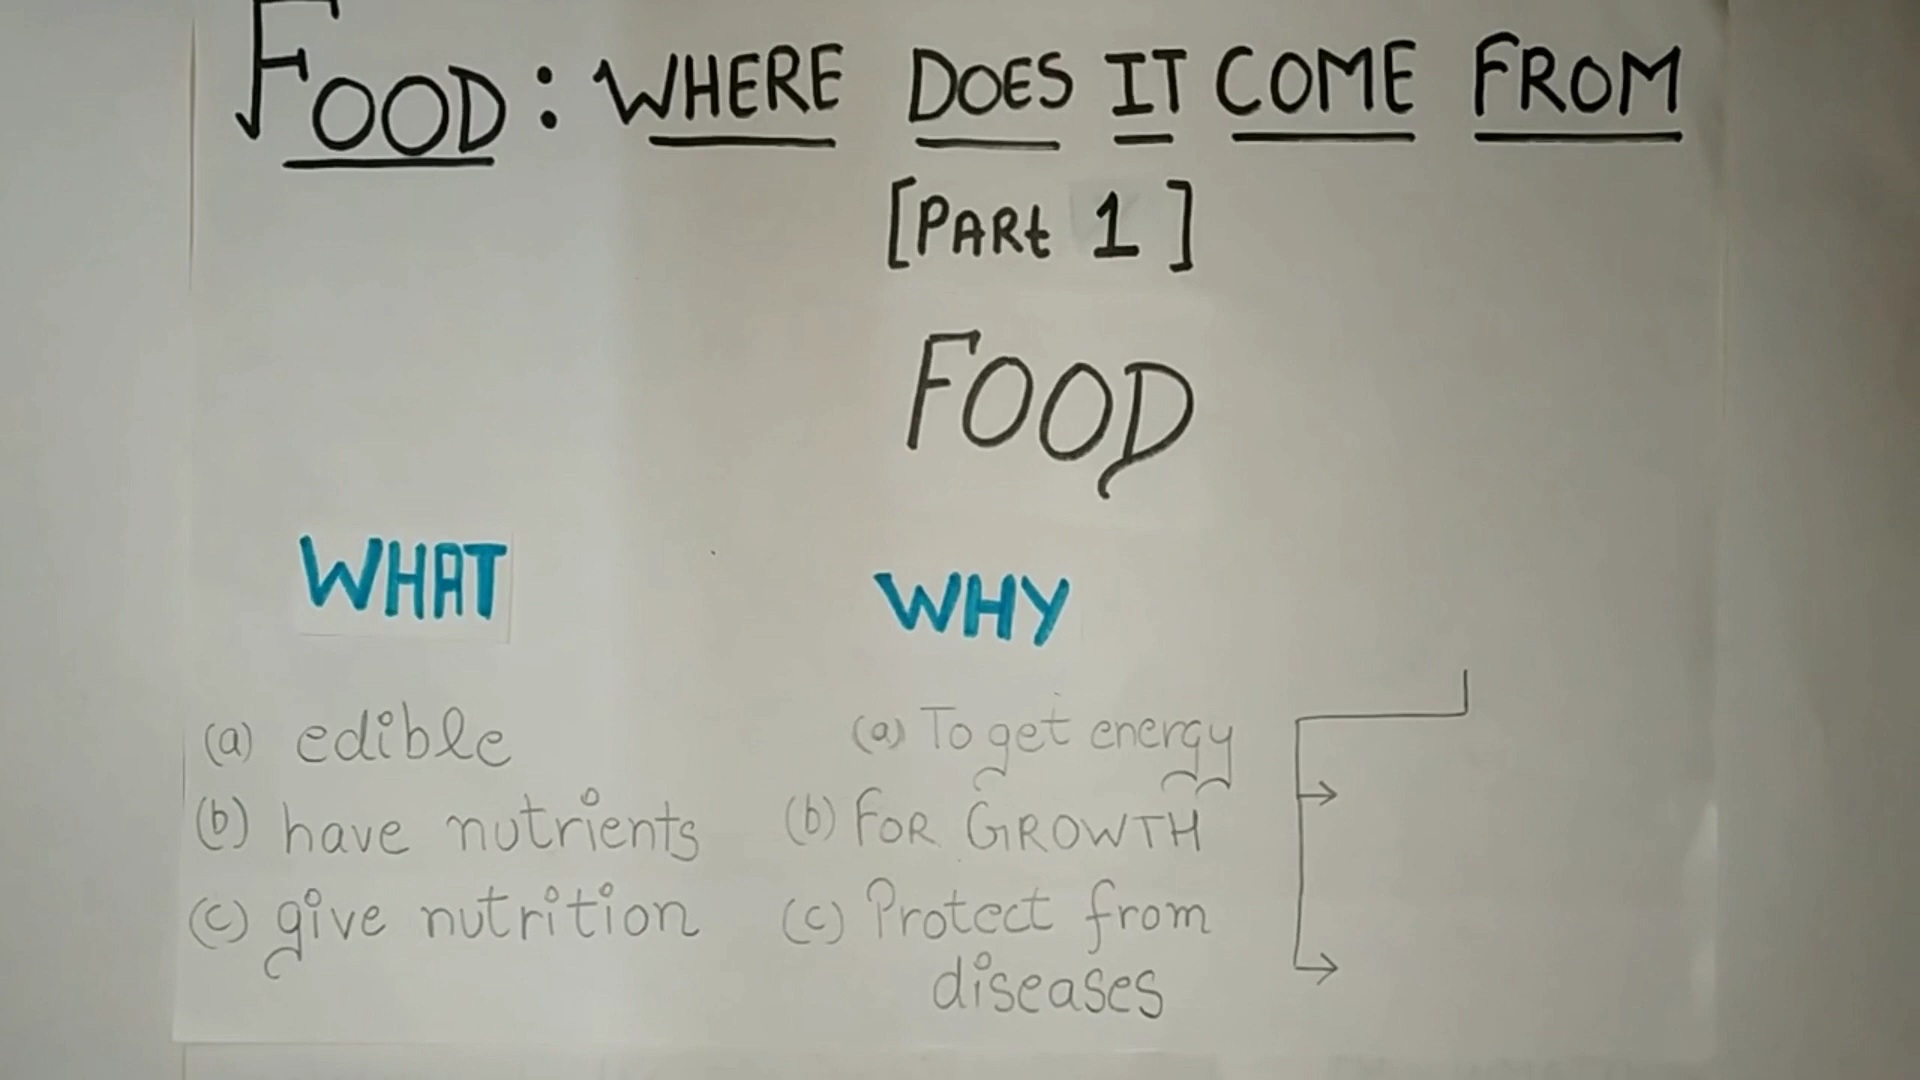 FOOD: WHERE DOES IT COME FROM
[PARt 1]
FOOD
WHAT
(a) edible
(b) have nutrients
(c) give nutrition
WHY
(a) To get energy
(b) FOR GROWTH
(c) Protect from
diseases